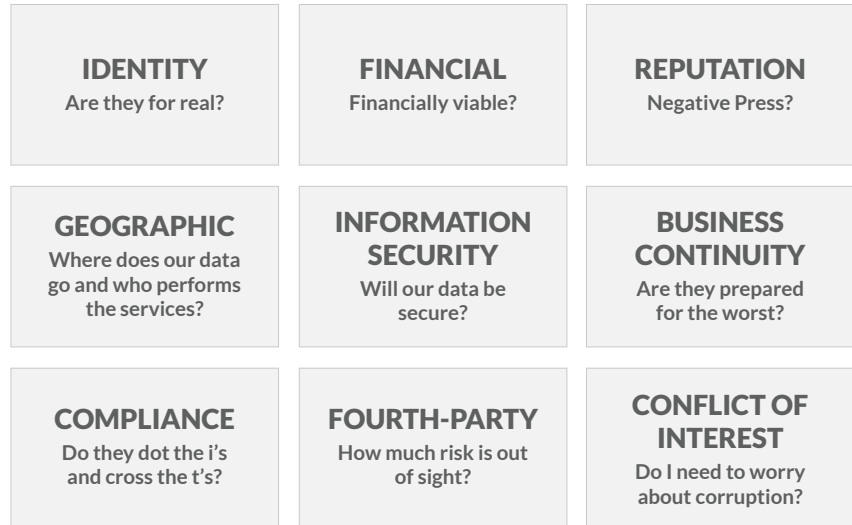 IDENTITY
Are they for real?
FINANCIAL
Financially viable?
REPUTATION
Negative Press?
GEOGRAPHIC
Where does our data
go and who performs
the services?
INFORMATION
SECURITY
Will our data be
secure?
BUSINESS
CONTINUITY
Are they prepared
for the worst?
COMPLIANCE
Do they dot the i’s
and cross the t’s?
FOURTH-PARTY
How much risk is out
of sight?
CONFLICT OF
INTEREST
Do I need to worry
about corruption?